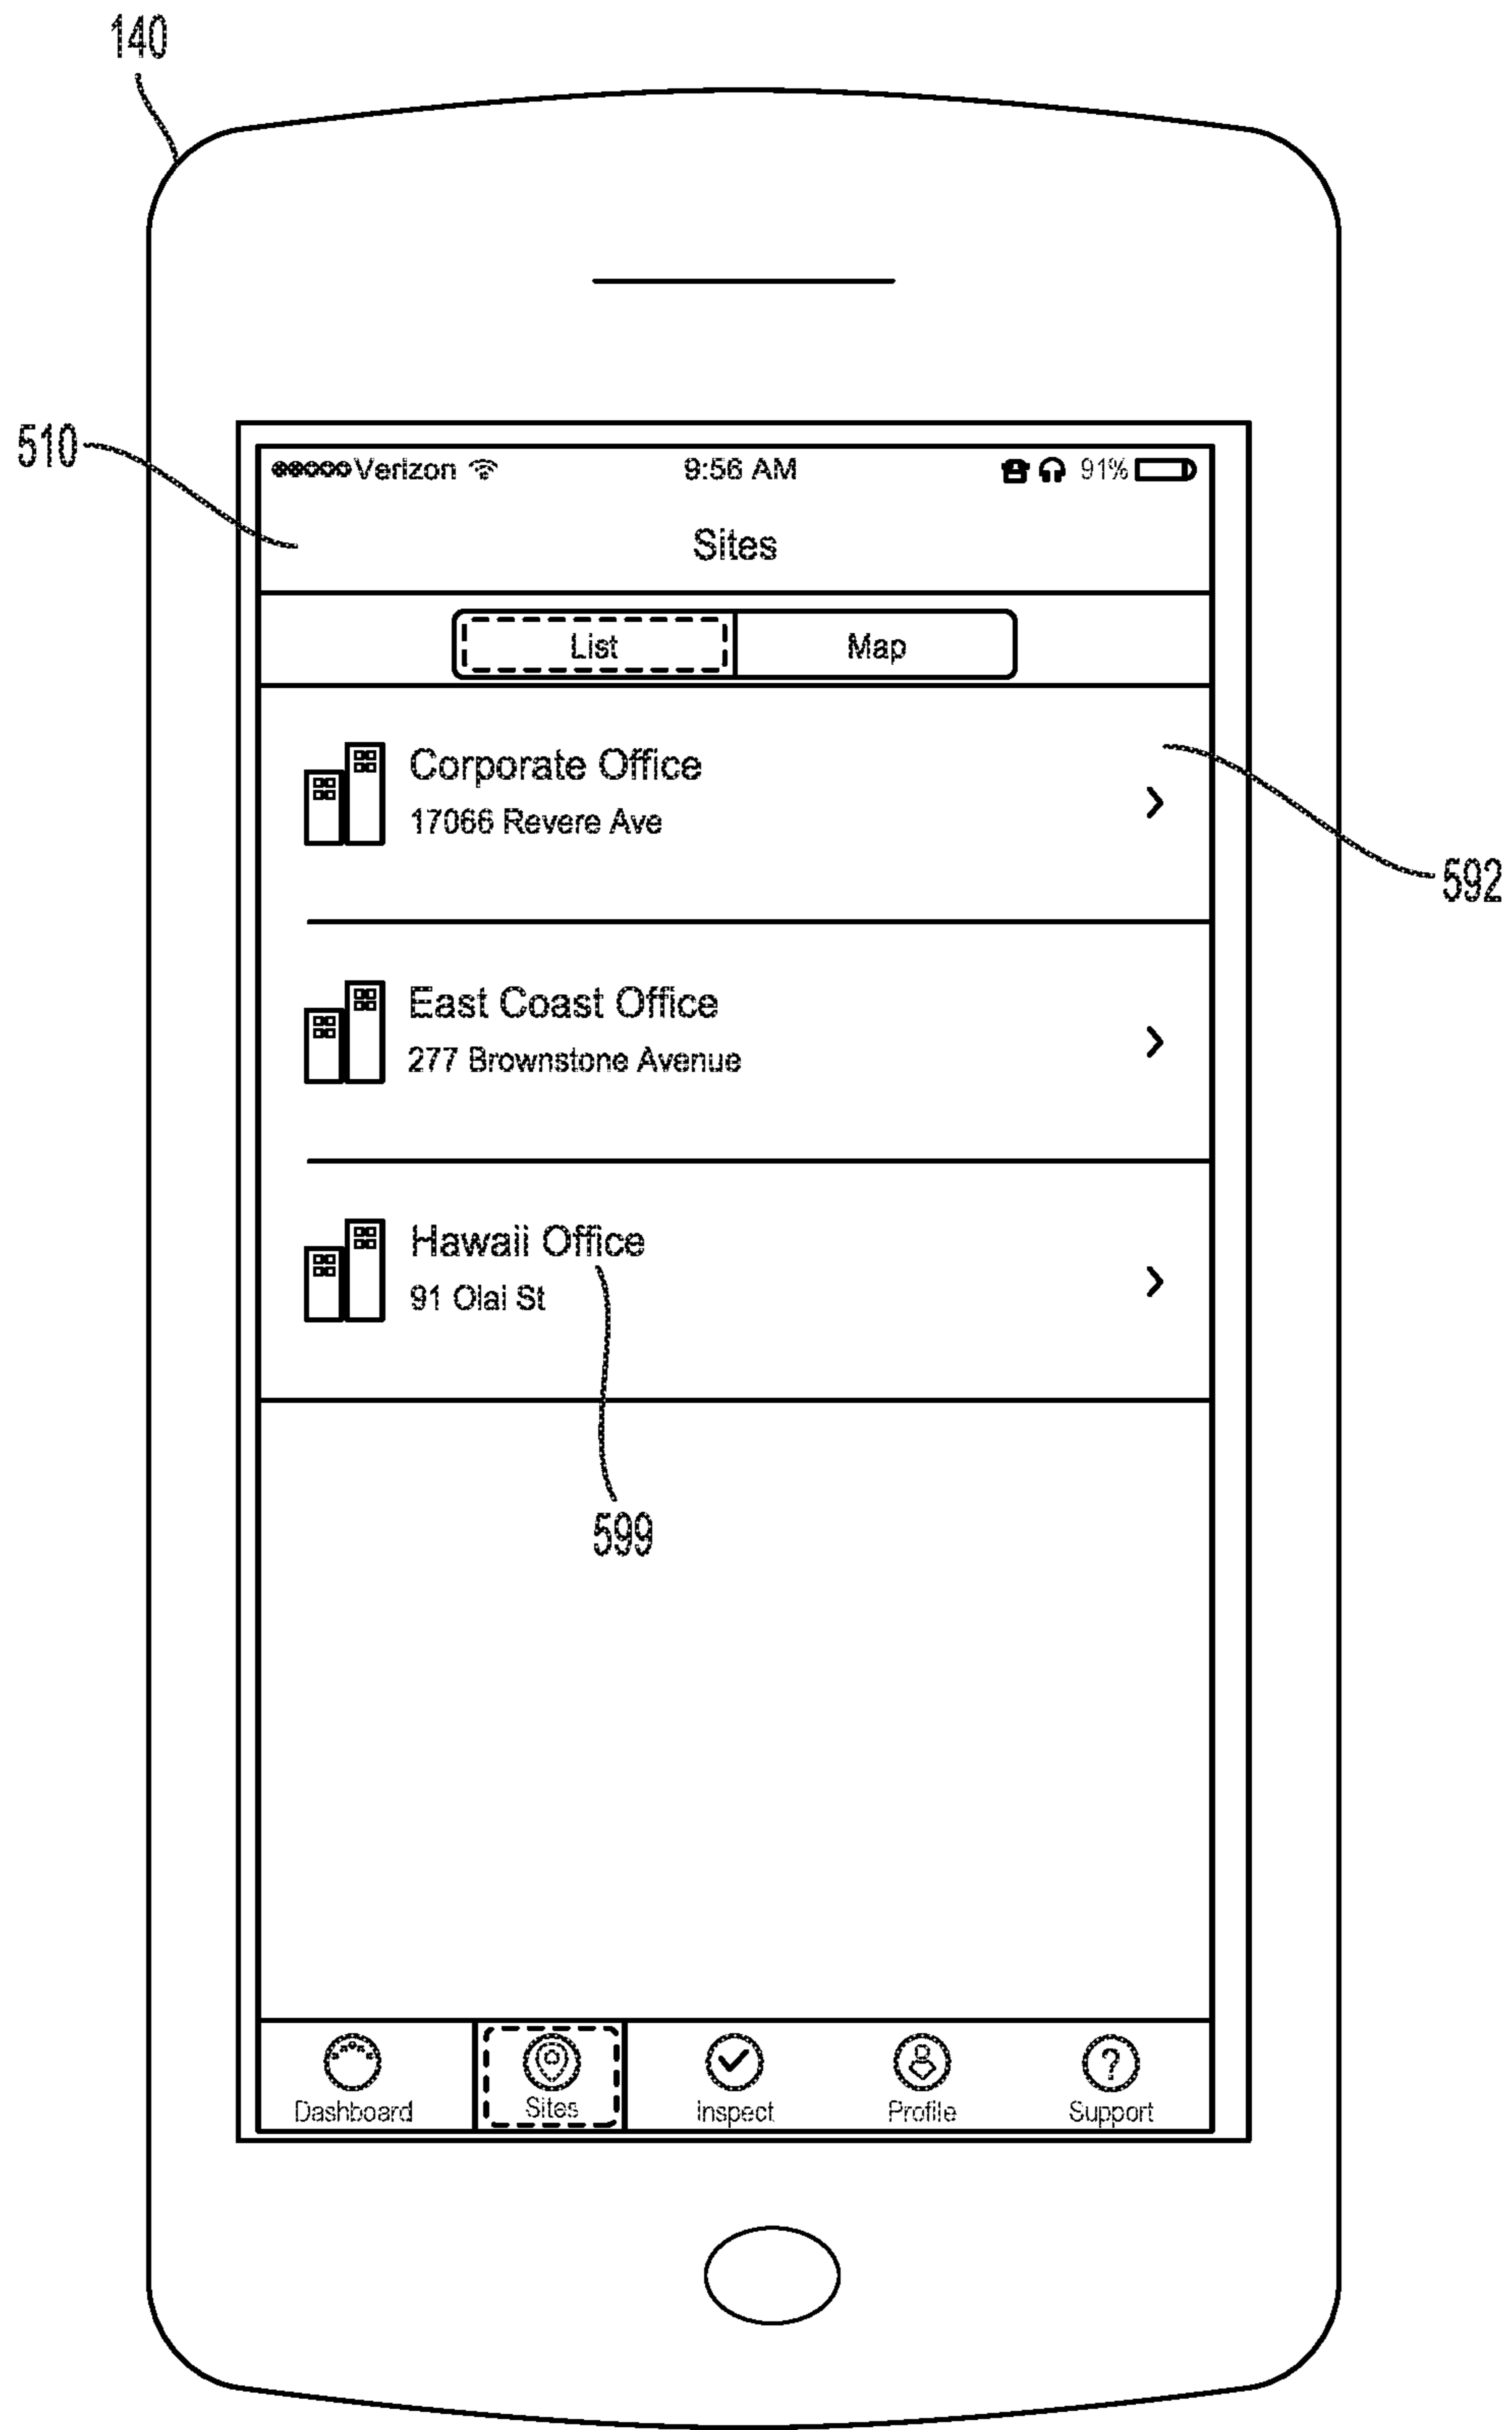 140
510
Verizon 9:56 AM 91%
Sites
List Map
Corporate Office
17066 Revere Ave
592
East Coast Office
277 Brownstone Avenue
Hawaii Office
91 Olai St
599
Dashboard Sites Inspect Profile Support